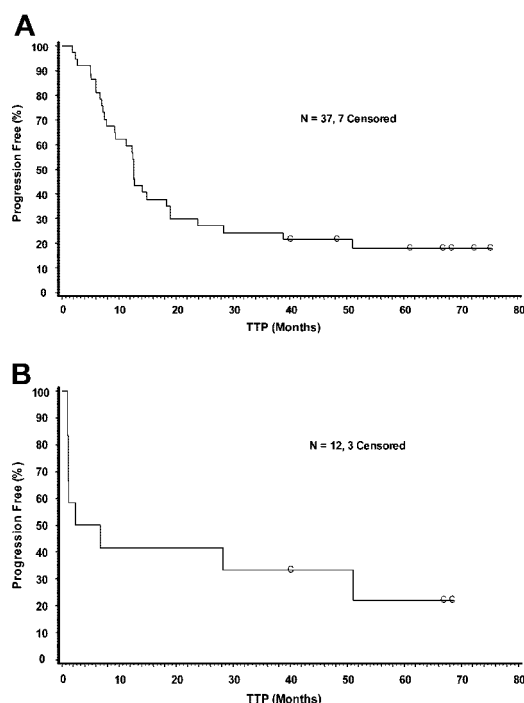 A
100
90
80
70
60
50
40
30
20
10
0
Progression Free (%)
N = 37, 7 Censored
C C C C C C C
0 10 20 30 40 50 60 70 80
TTP (Months)
B
100
90
80
70
60
50
40
30
20
10
0
Progression Free (%)
N = 12, 3 Censored
C C C
0 10 20 30 40 50 60 70 80
TTP (Months)